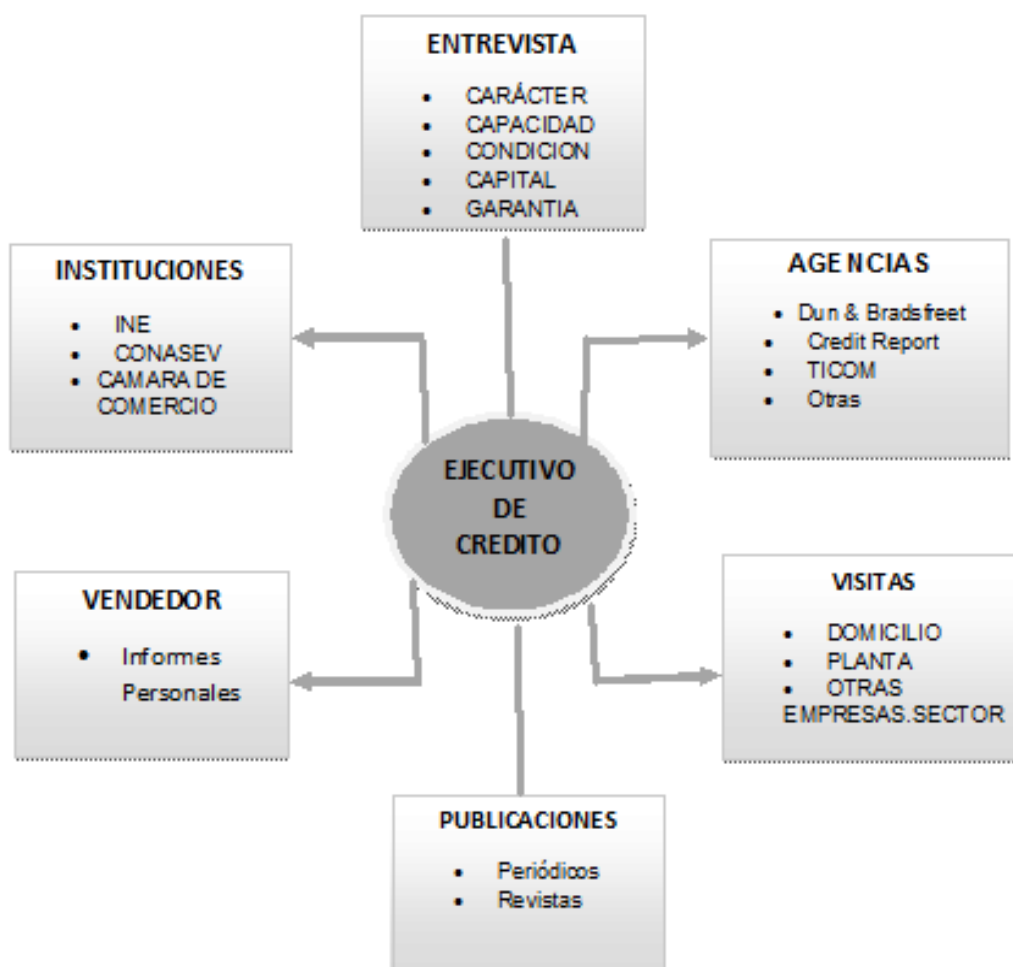 ENTREVISTA
• CARÁCTER
• CAPACIDAD
• CONDICION
• CAPITAL
• GARANTIA
INSTITUCIONES
• INE
• CONASEV
• CAMARA DE
COMERCIO
AGENCIAS
• Dun & Bradsfreet
• Credit Report
• TICOM
• Otras
EJECUTIVO
DE
CREDITO
VENDEDOR
• Informes
Personales
VISITAS
• DOMICILIO
• PLANTA
• OTRAS
EMPRESAS.SECTOR
PUBLICACIONES
• Periódicos
• Revistas